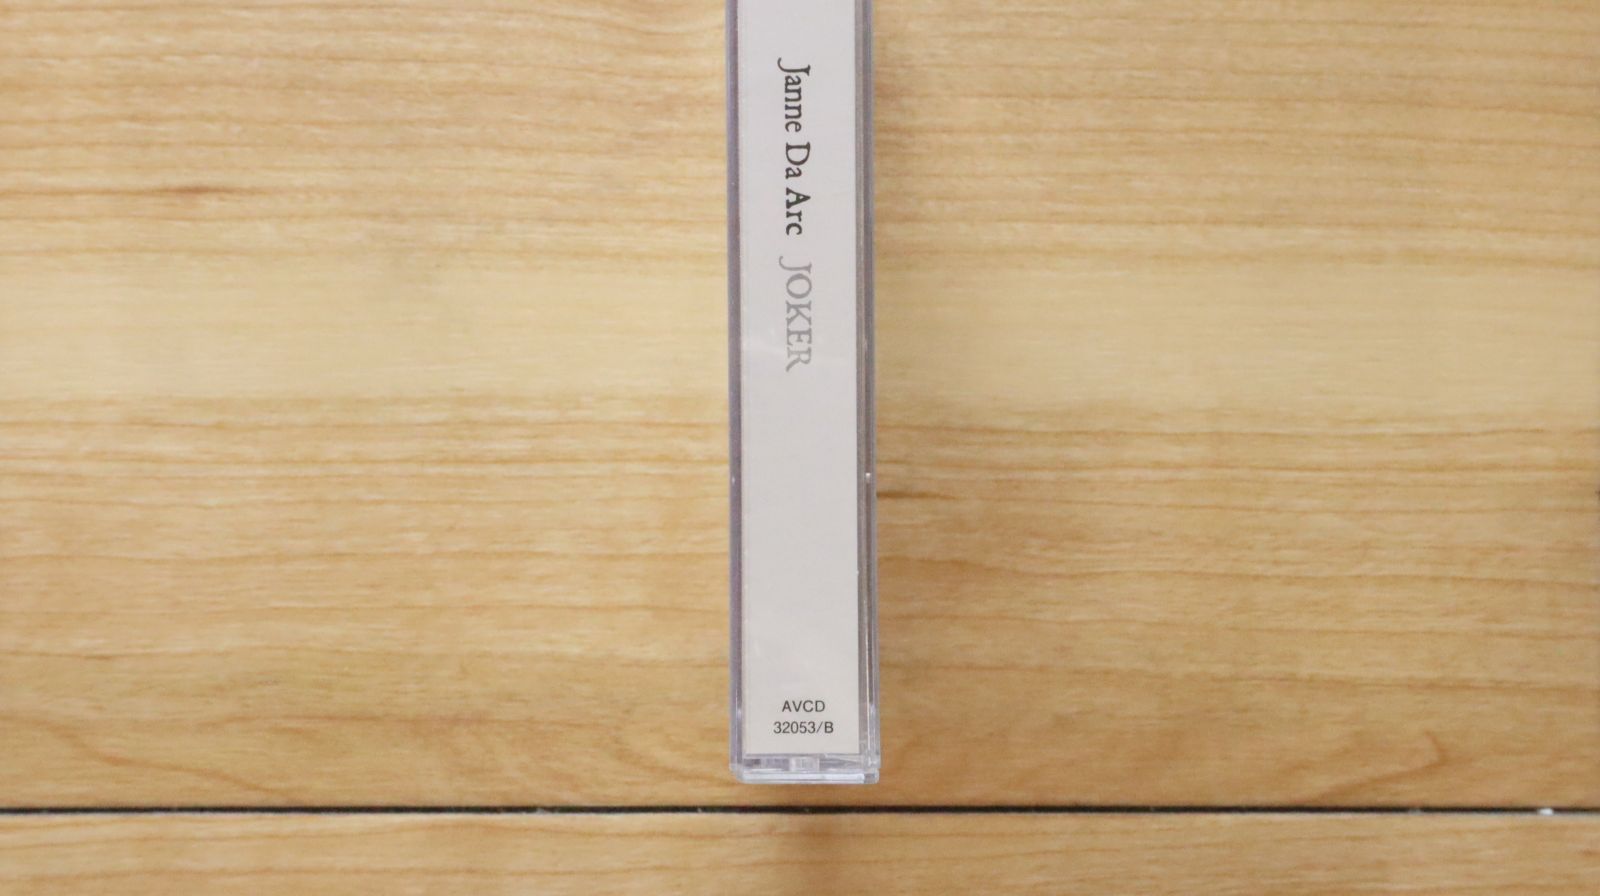 Janne Da Arc JOKER
AVCD
32053/B